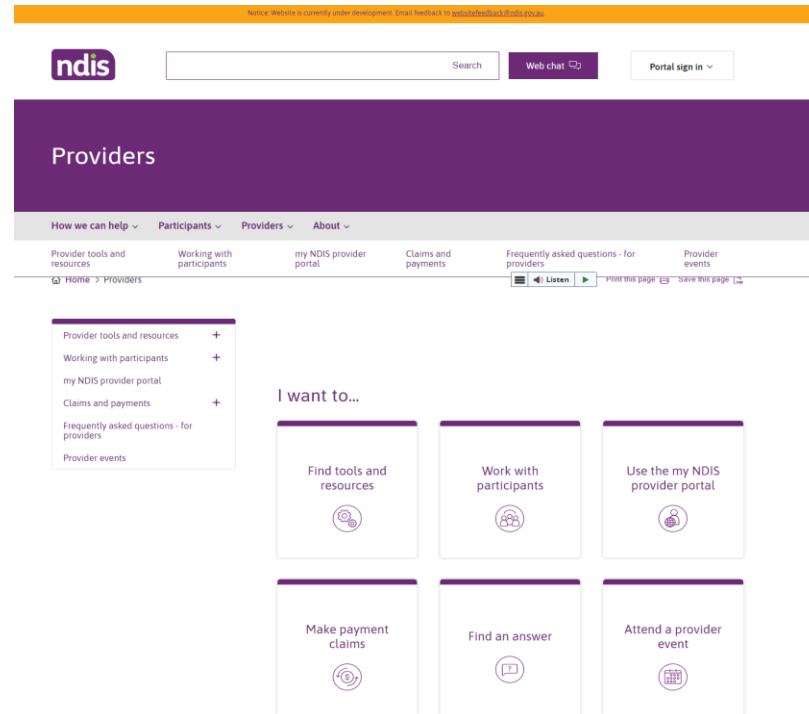 Notice: Website is currently under development. Email feedback to websitefeedback@ndis.gov.au.
ndis
Search
Web chat
Portal sign in
Providers
How we can help
Participants
Providers
About
Provider tools and
resources
Working with
participants
my NDIS provider
portal
Claims and
payments
Frequently asked questions - for
providers
Provider
events
Home > Providers
Listen
Print this page
Save this page
Provider tools and resources +
Working with participants +
my NDIS provider portal
Claims and payments +
Frequently asked questions - for
providers
Provider events
I want to...
Find tools and
resources
Work with
participants
Use the my NDIS
provider portal
Make payment
claims
Find an answer
Attend a provider
event